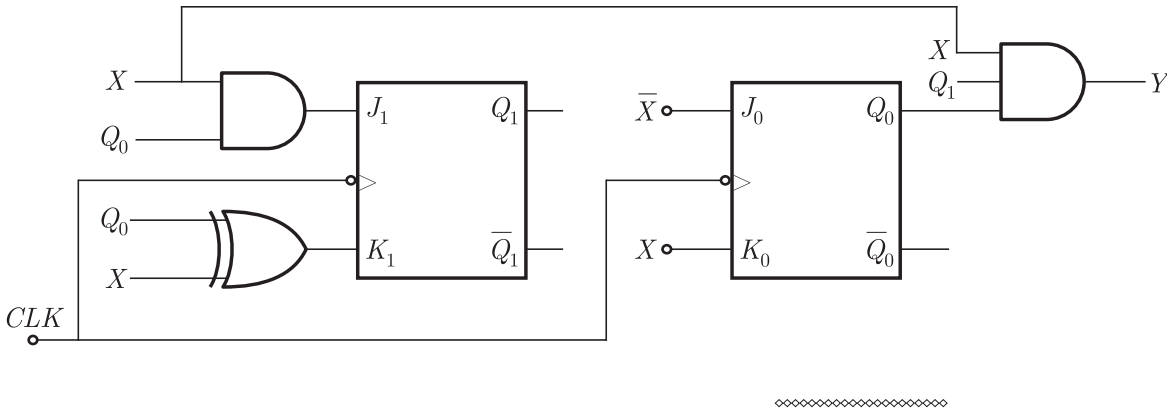 X
X
Q₁
Y
X̅
Q₀
J₁
Q₁
J₀
Q₀
Q₀
X
K₁
Q̅₁
X
K₀
Q̅₀
CLK